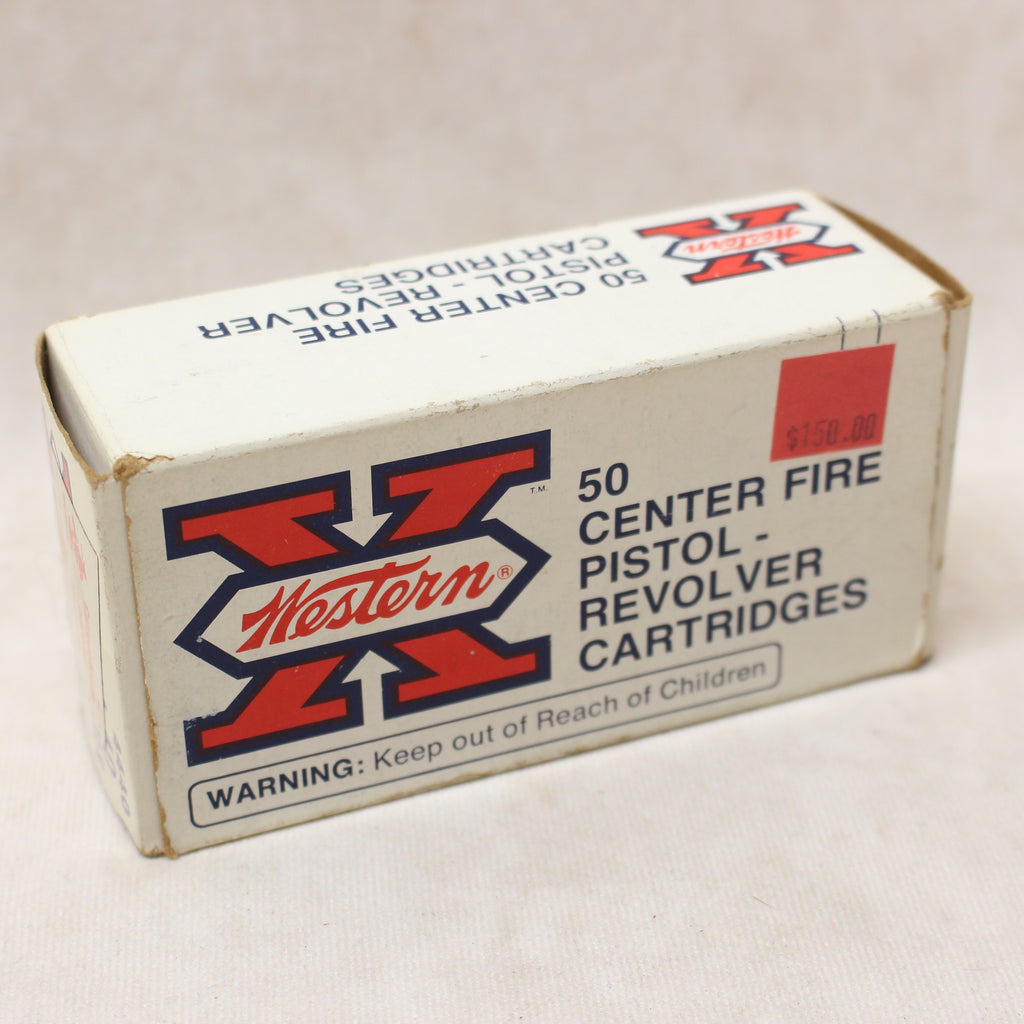 Western
50 CENTER FIRE
PISTOL - REVOLVER
CARTRIDGES
$150.00
T.M.
Western®
50
CENTER FIRE
PISTOL -
REVOLVER
CARTRIDGES
WARNING: Keep out of Reach of Children